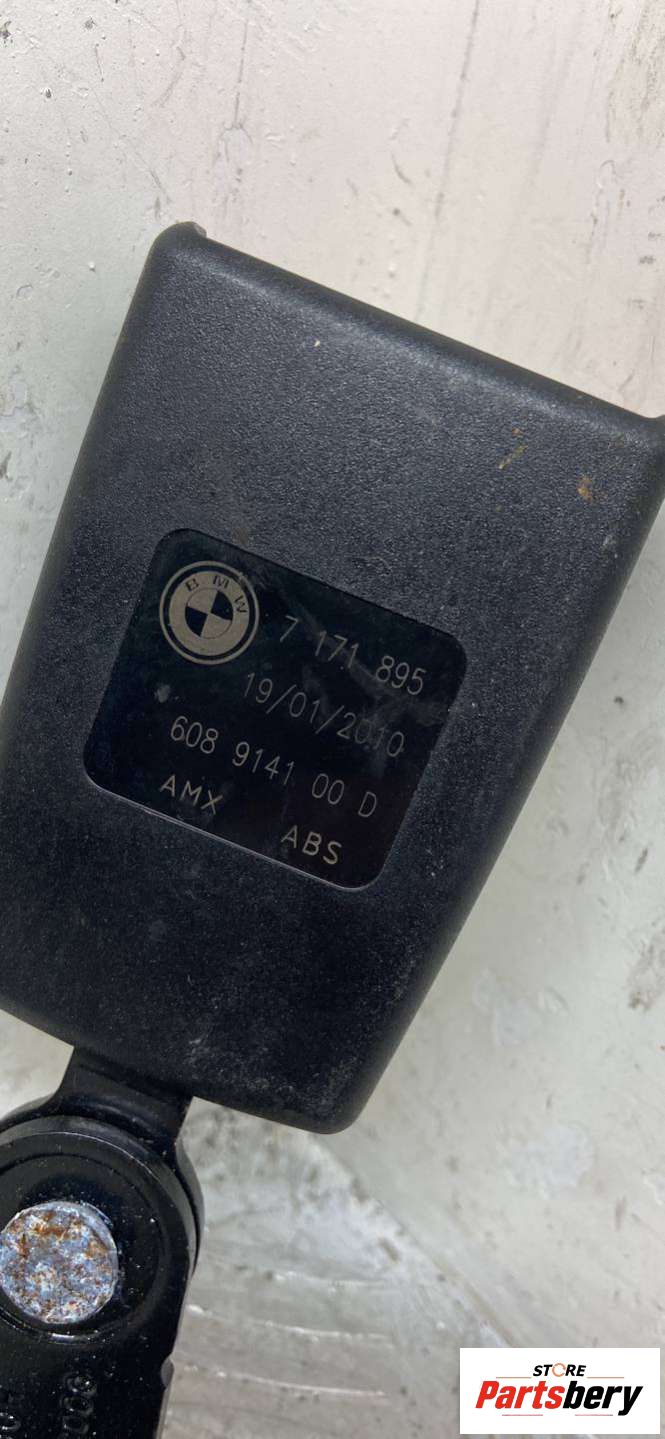 BMW
7 171 895
19/01/2010
608 9141 00 D
AMX ABS
STORE
Partsbery